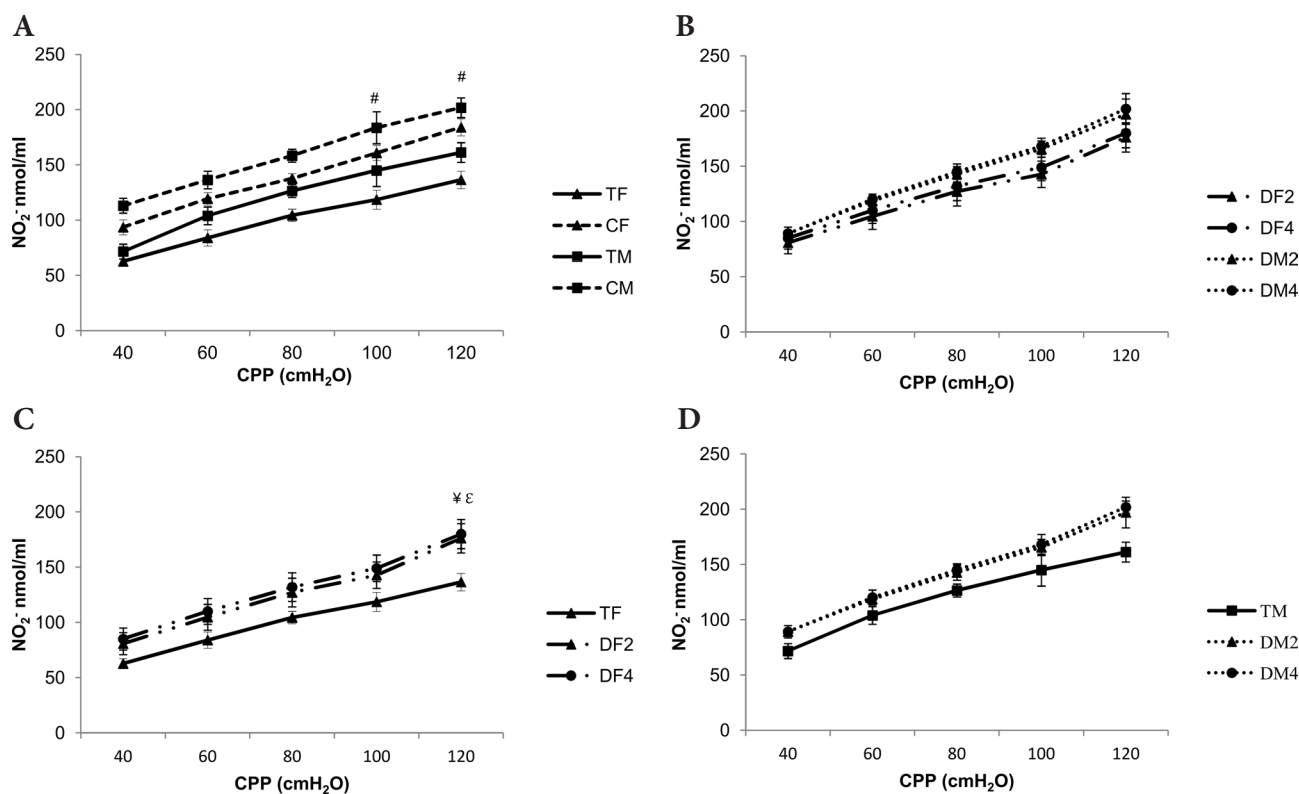 A
250
200
150
100
50
0
NO₂⁻ nmol/ml
# #
40 60 80 100 120
CPP (cmH₂O)
TF
CF
TM
CM
B
250
200
150
100
50
0
NO₂⁻ nmol/ml
40 60 80 100 120
CPP (cmH₂O)
DF2
DF4
DM2
DM4
C
250
200
150
100
50
0
NO₂⁻ nmol/ml
¥ ε
40 60 80 100 120
CPP (cmH₂O)
TF
DF2
DF4
D
250
200
150
100
50
0
NO₂⁻ nmol/ml
40 60 80 100 120
CPP (cmH₂O)
TM
DM2
DM4